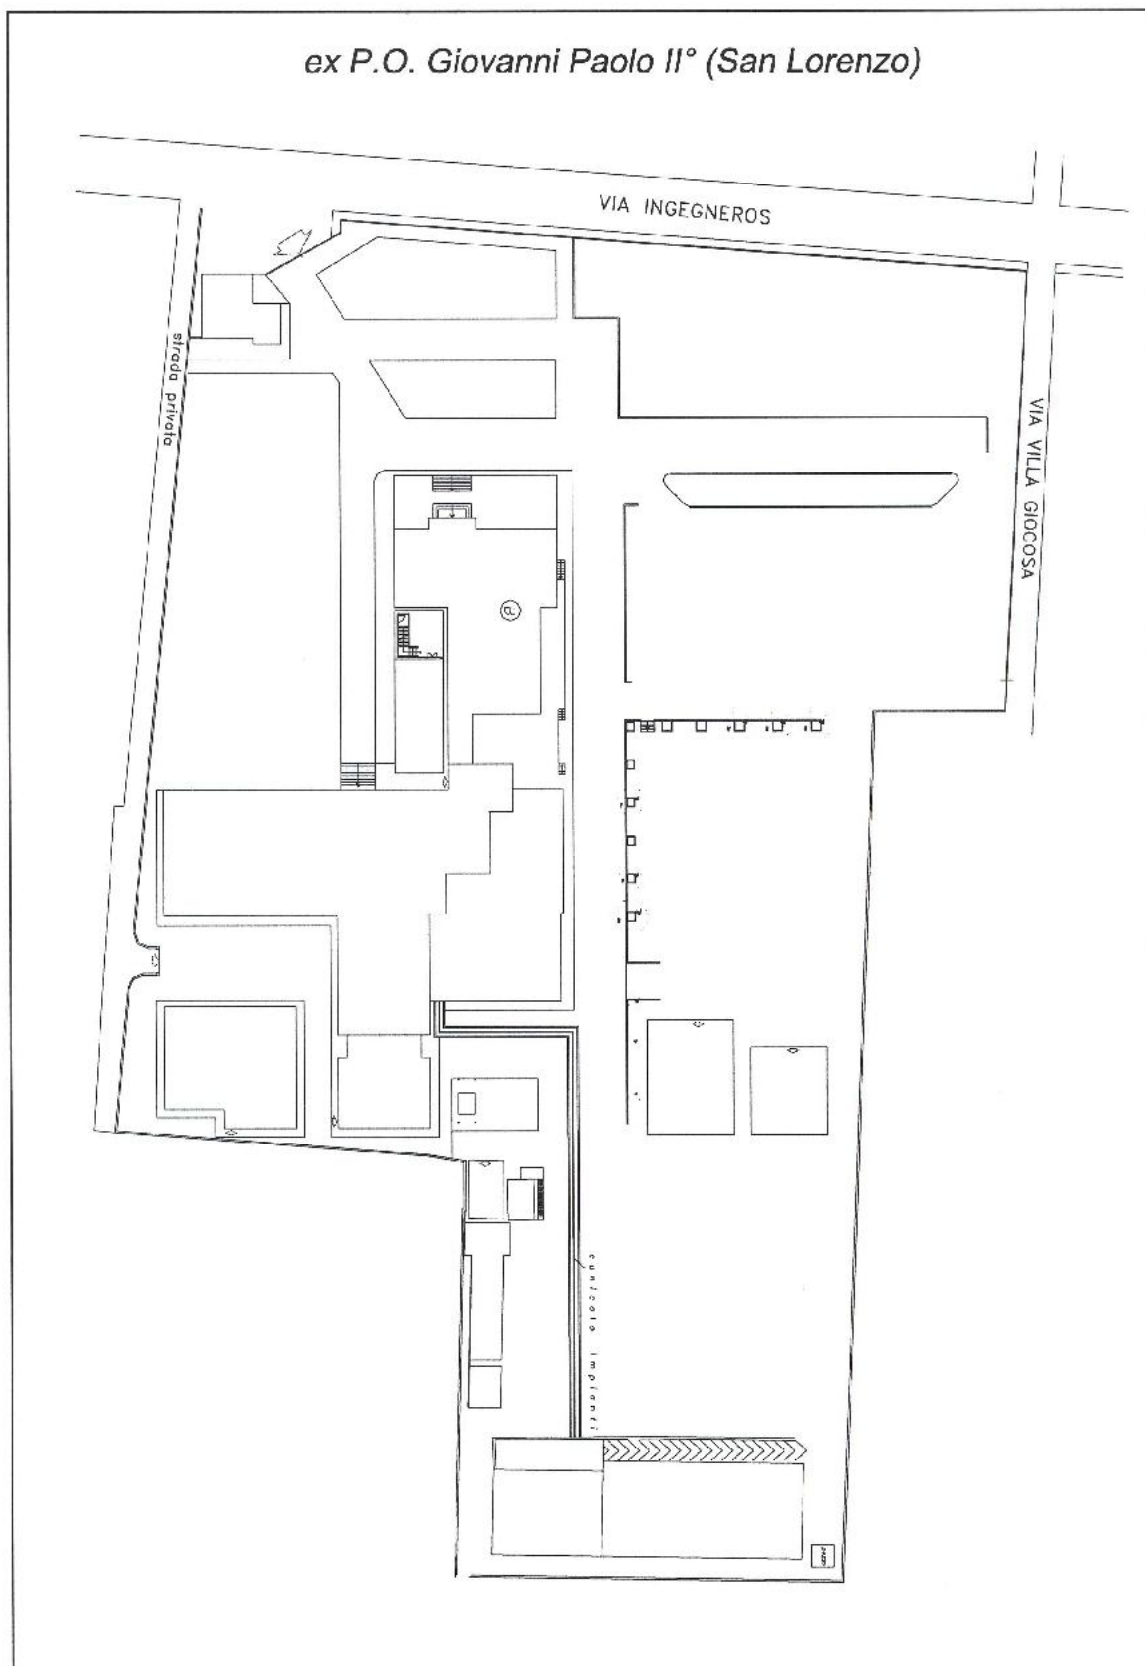 ex P.O. Giovanni Paolo II° (San Lorenzo)
VIA INGEGNEROS
strada privata
VIA VILLA GIOCOSA
cunicolo impianti